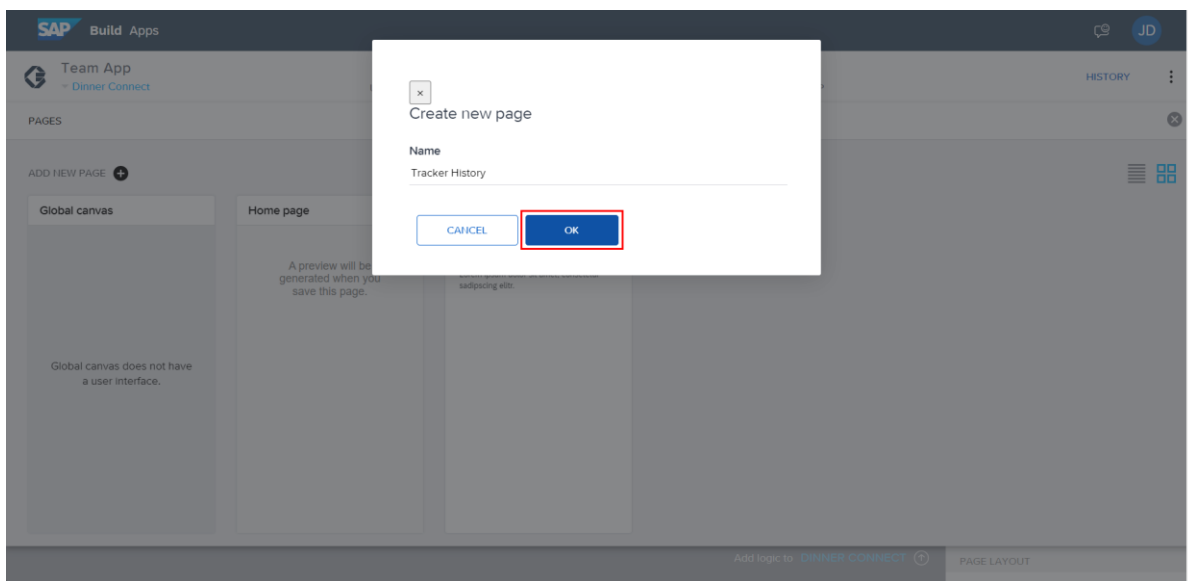 SAP Build Apps
JD
Team App
Dinner Connect
HISTORY
PAGES
×
Create new page
Name
Tracker History
CANCEL
OK
ADD NEW PAGE
Global canvas
Home page
A preview will be
generated when you
save this page.
sadipscing elitr.
Global canvas does not have
a user interface.
Add logic to DINNER CONNECT
PAGE LAYOUT